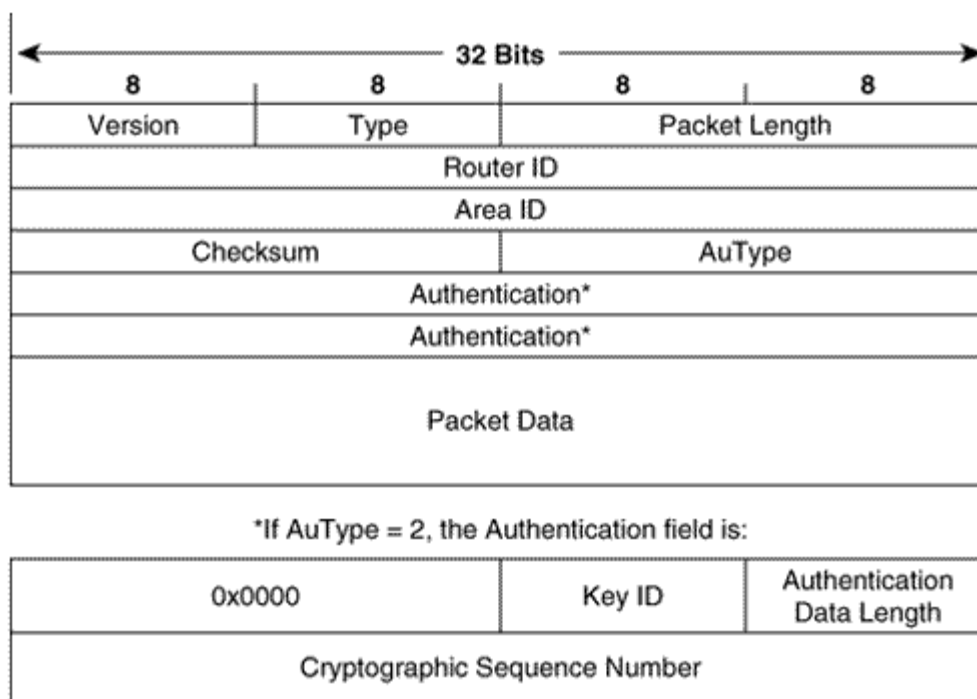 32 Bits
8 8 8 8
Version Type Packet Length
Router ID
Area ID
Checksum AuType
Authentication*
Authentication*
Packet Data
*If AuType = 2, the Authentication field is:
0x0000 Key ID Authentication
Data Length
Cryptographic Sequence Number